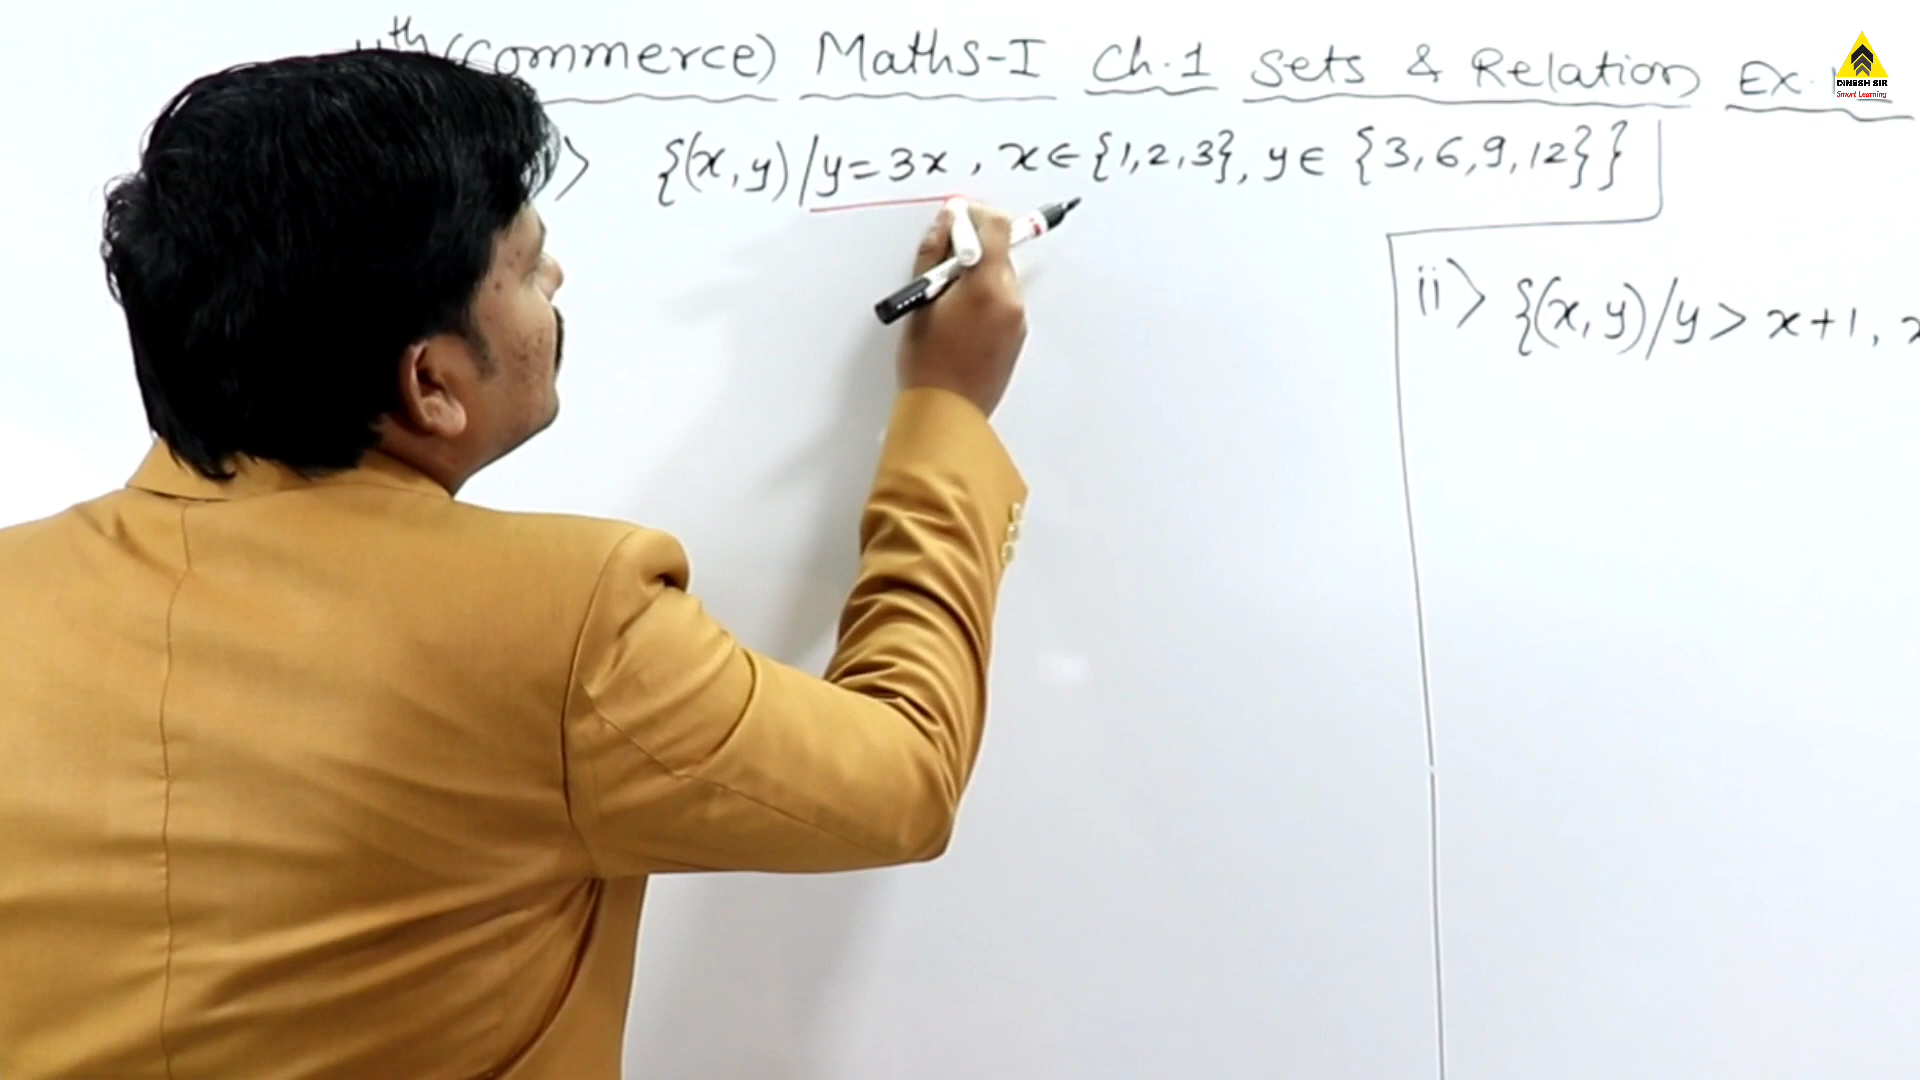 (Commerce) Maths-I Ch.1 Sets & Relation Ex.
{(x,y)/y=3x, x∈{1,2,3}, y∈{3,6,9,12}}
ii> {(x,y)/y>x+1, x
DINESH SIR
Smart Learning